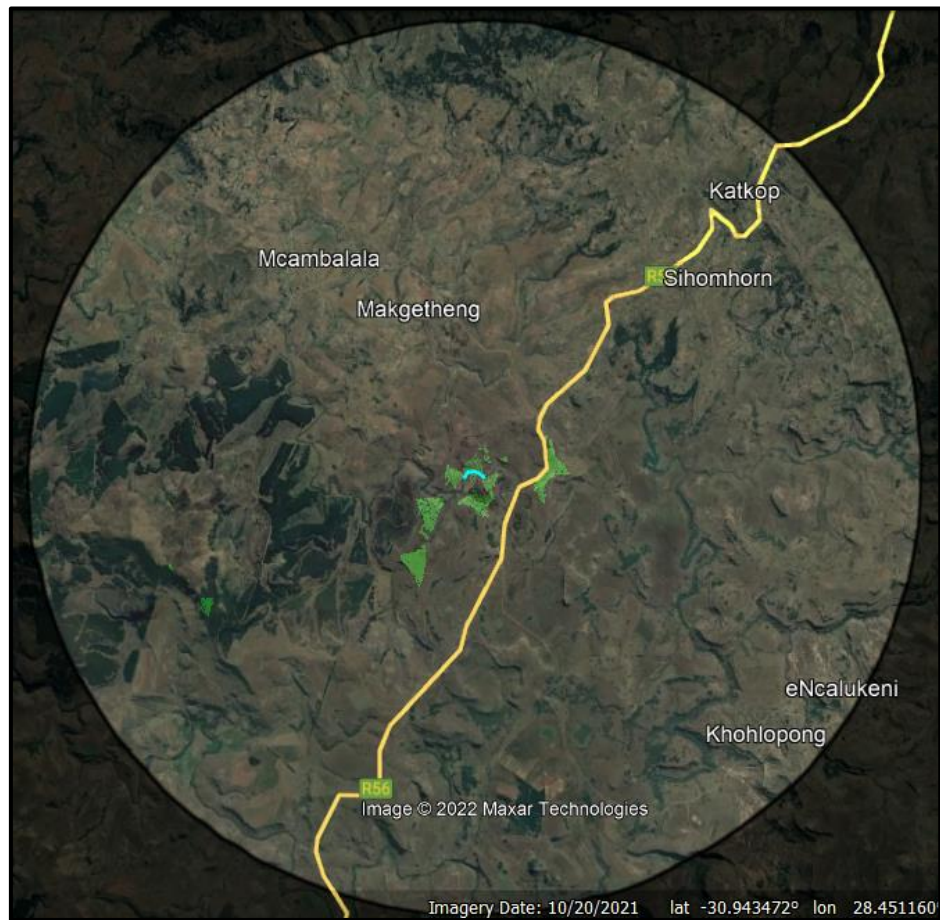 Katkop
Mcambalala
Sihomhorn
Makgetheng
eNcalukeni
Khohlopong
R56
Image © 2022 Maxar Technologies
Imagery Date: 10/20/2021 lat -30.943472° lon 28.451160°